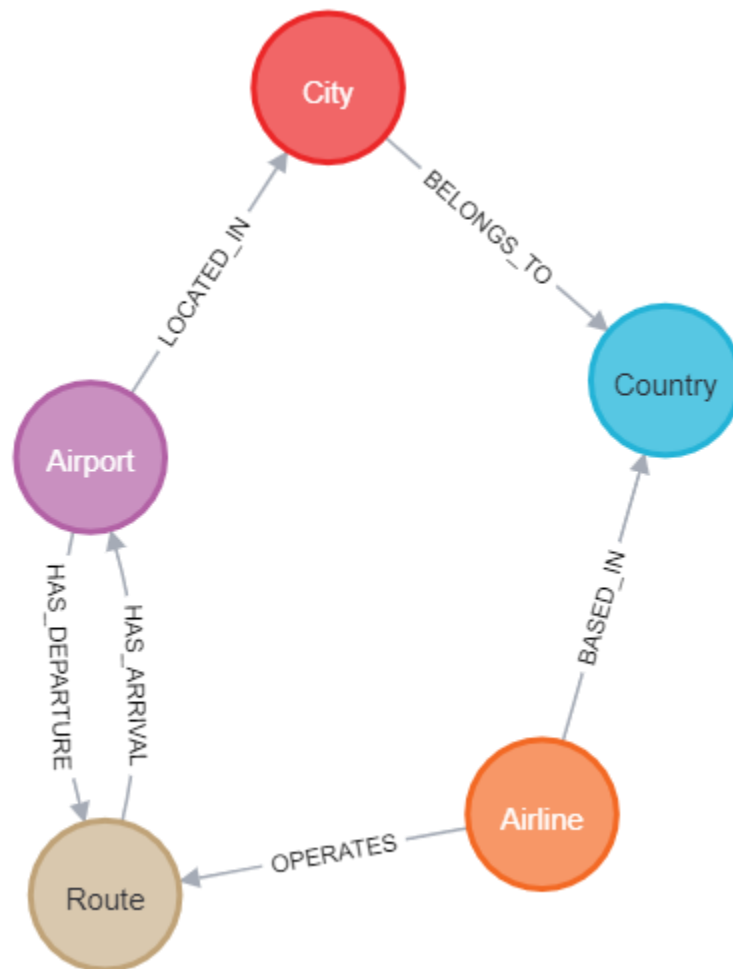 City
BELONGS_TO
LOCATED_IN
Country
Airport
HAS_DEPARTURE
HAS_ARRIVAL
BASED_IN
Airline
OPERATES
Route